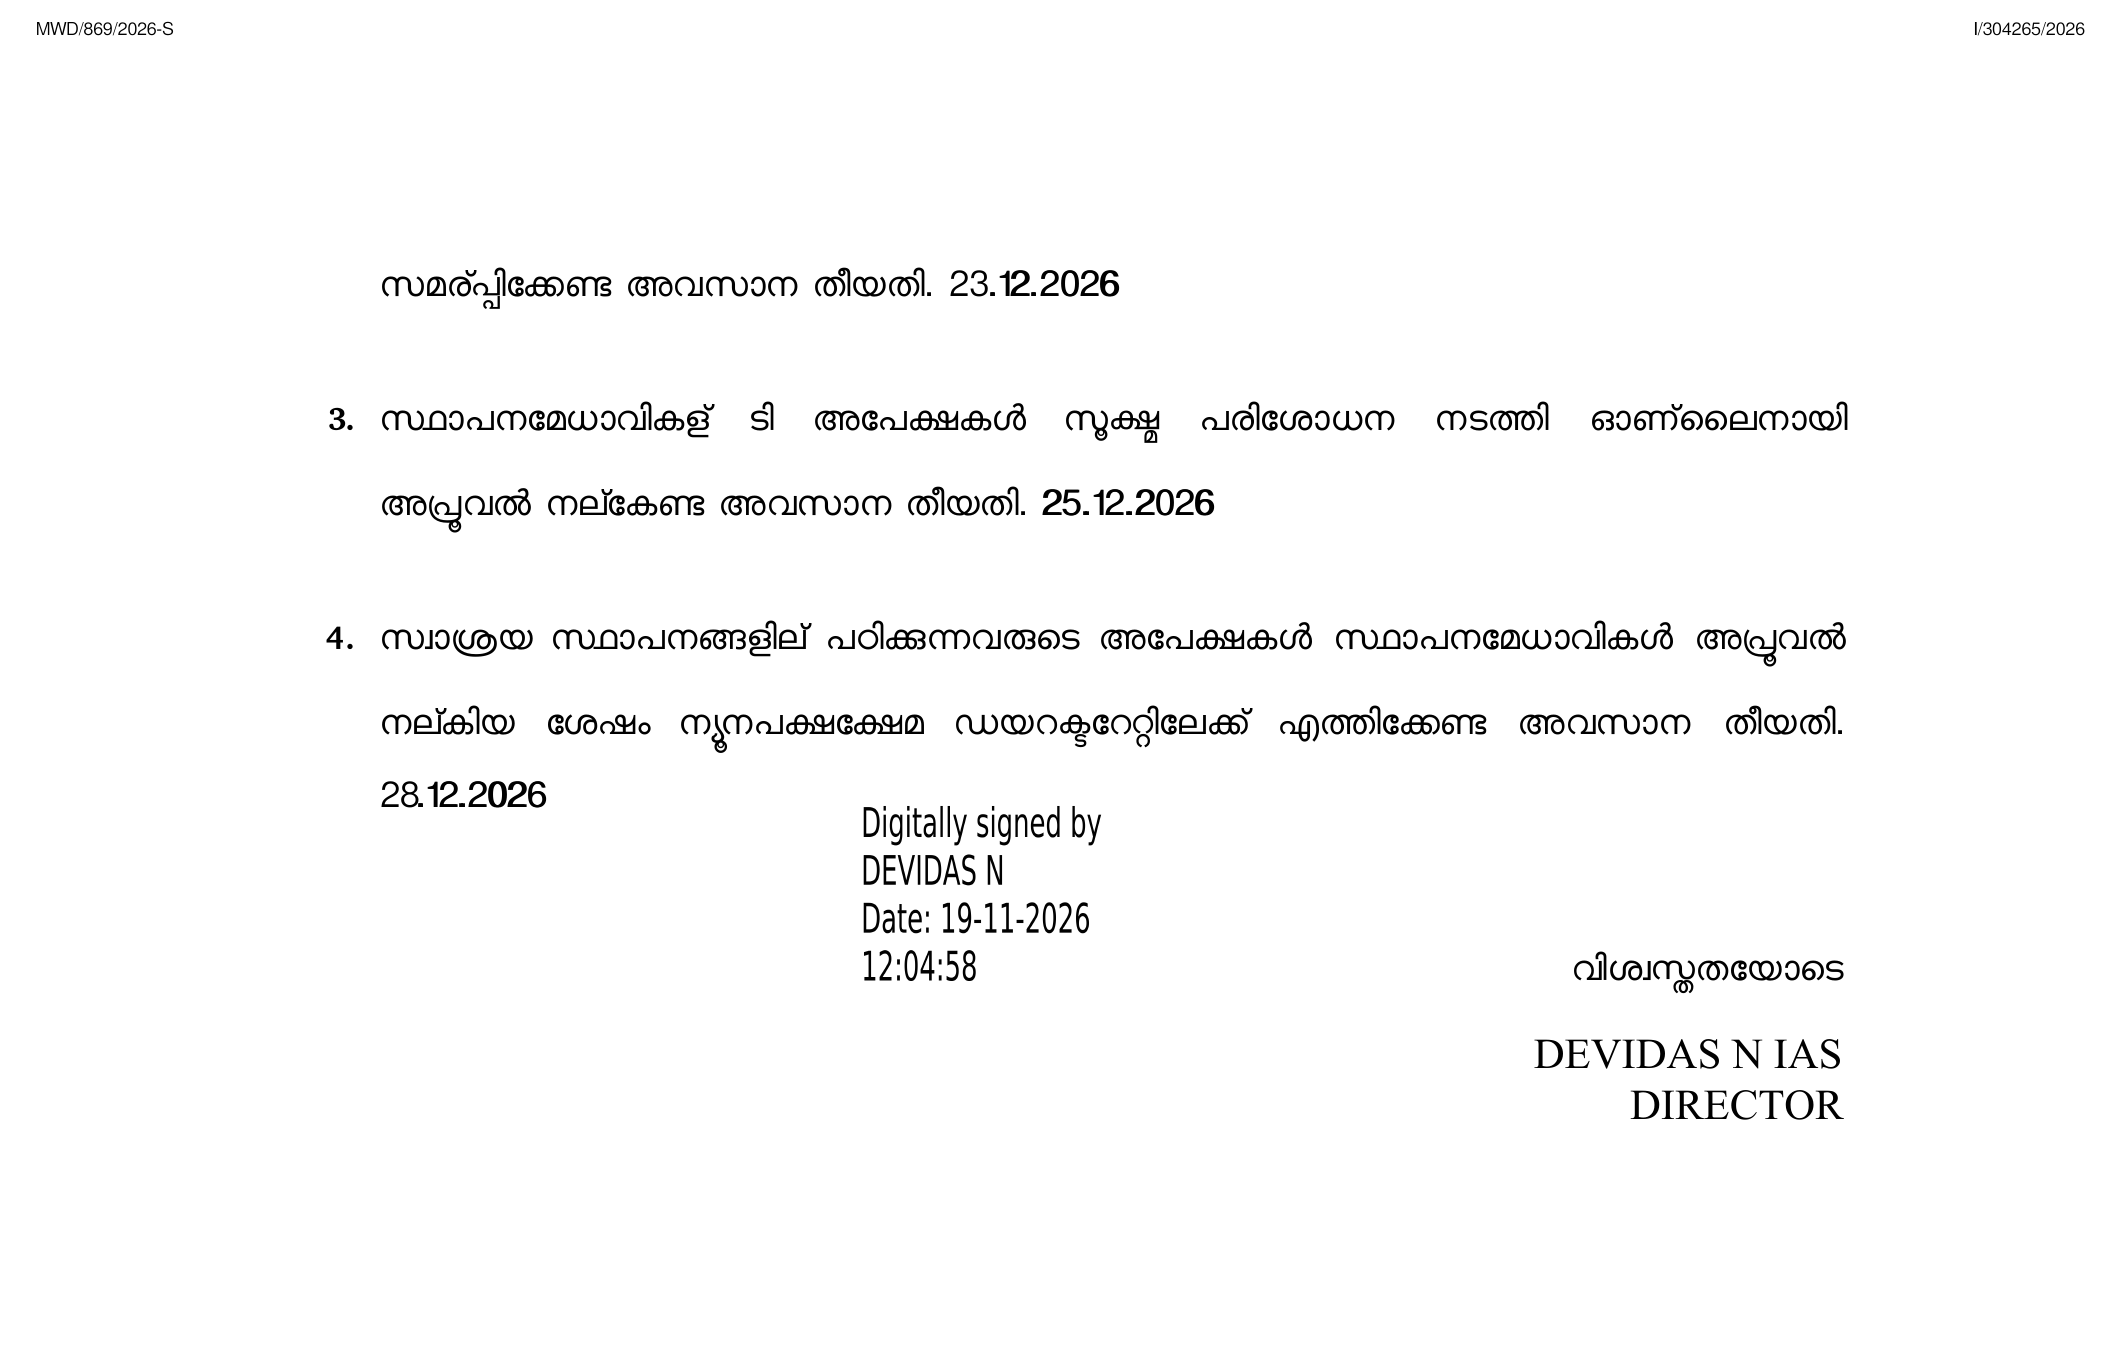 MWD/869/2026-S I/304265/2026
സമര്പ്പിക്കേണ്ട അവസാന തീയതി. 23.12.2026
3. സ്ഥാപനമേധാവികള് ടി അപേക്ഷകൾ സൂക്ഷ്മ പരിശോധന നടത്തി ഓണ്ലൈനായി
അപ്രൂവൽ നല്കേണ്ട അവസാന തീയതി. 25.12.2026
4. സ്വാശ്രയ സ്ഥാപനങ്ങളില് പഠിക്കുന്നവരുടെ അപേക്ഷകൾ സ്ഥാപനമേധാവികൾ അപ്രൂവൽ
നല്കിയ ശേഷം ന്യൂനപക്ഷക്ഷേമ ഡയറക്ടറേറ്റിലേക്ക് എത്തിക്കേണ്ട അവസാന തീയതി.
28.12.2026
Digitally signed by
DEVIDAS N
Date: 19-11-2026
12:04:58
വിശ്വസ്തതയോടെ
DEVIDAS N IAS
DIRECTOR